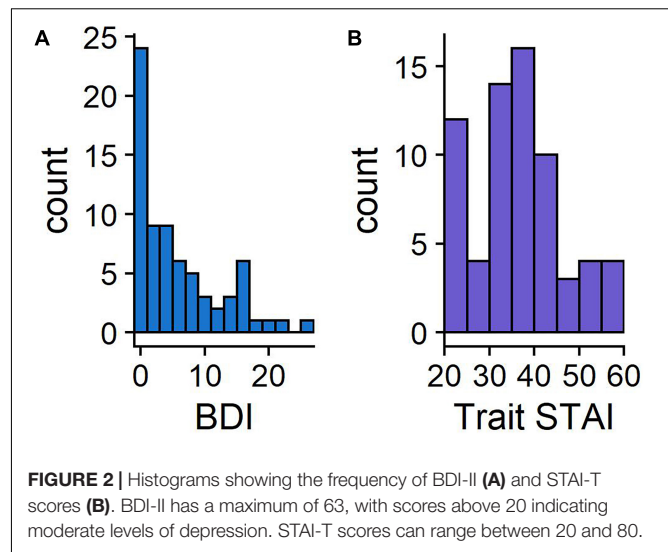 A
B
25
20
15
10
5
0
count
0 10 20
BDI
15
10
5
0
count
20 30 40 50 60
Trait STAI
FIGURE 2 | Histograms showing the frequency of BDI-II (A) and STAI-T
scores (B). BDI-II has a maximum of 63, with scores above 20 indicating
moderate levels of depression. STAI-T scores can range between 20 and 80.